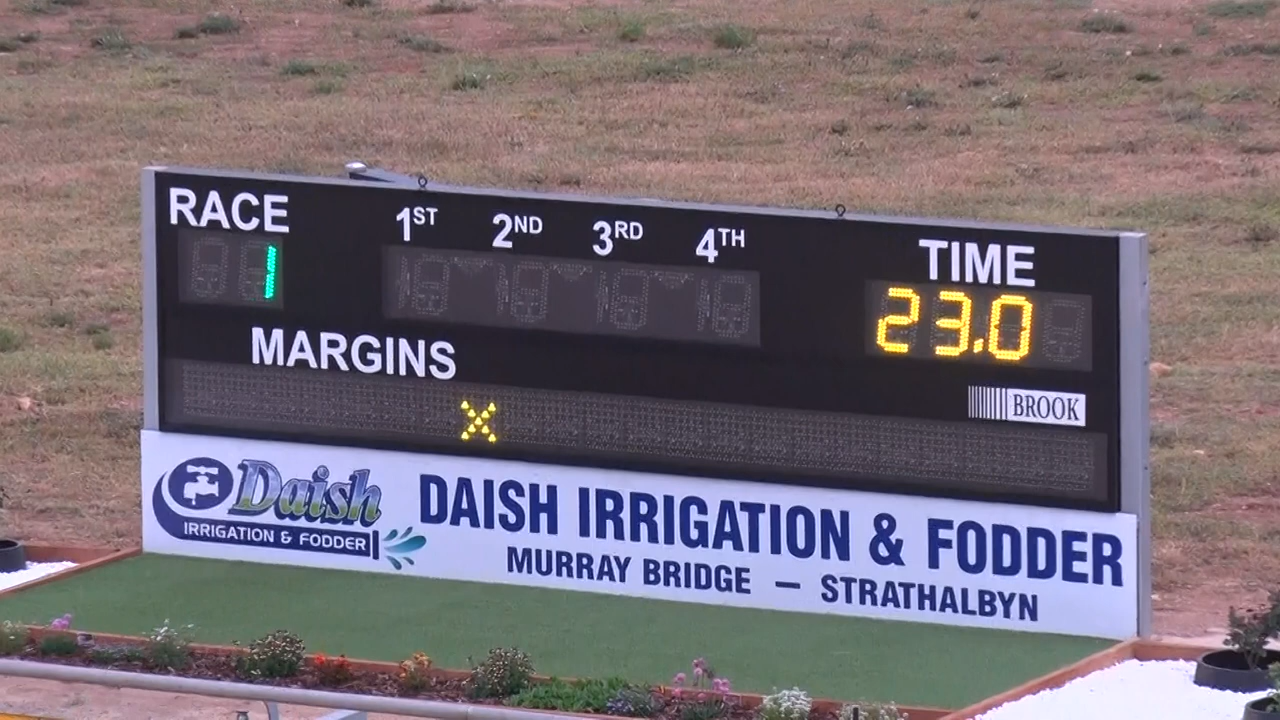 RACE 1ST 2ND 3RD 4TH TIME
1 23.0
MARGINS
BROOK
X
Daish
IRRIGATION & FODDER
DAISH IRRIGATION & FODDER
MURRAY BRIDGE — STRATHALBYN